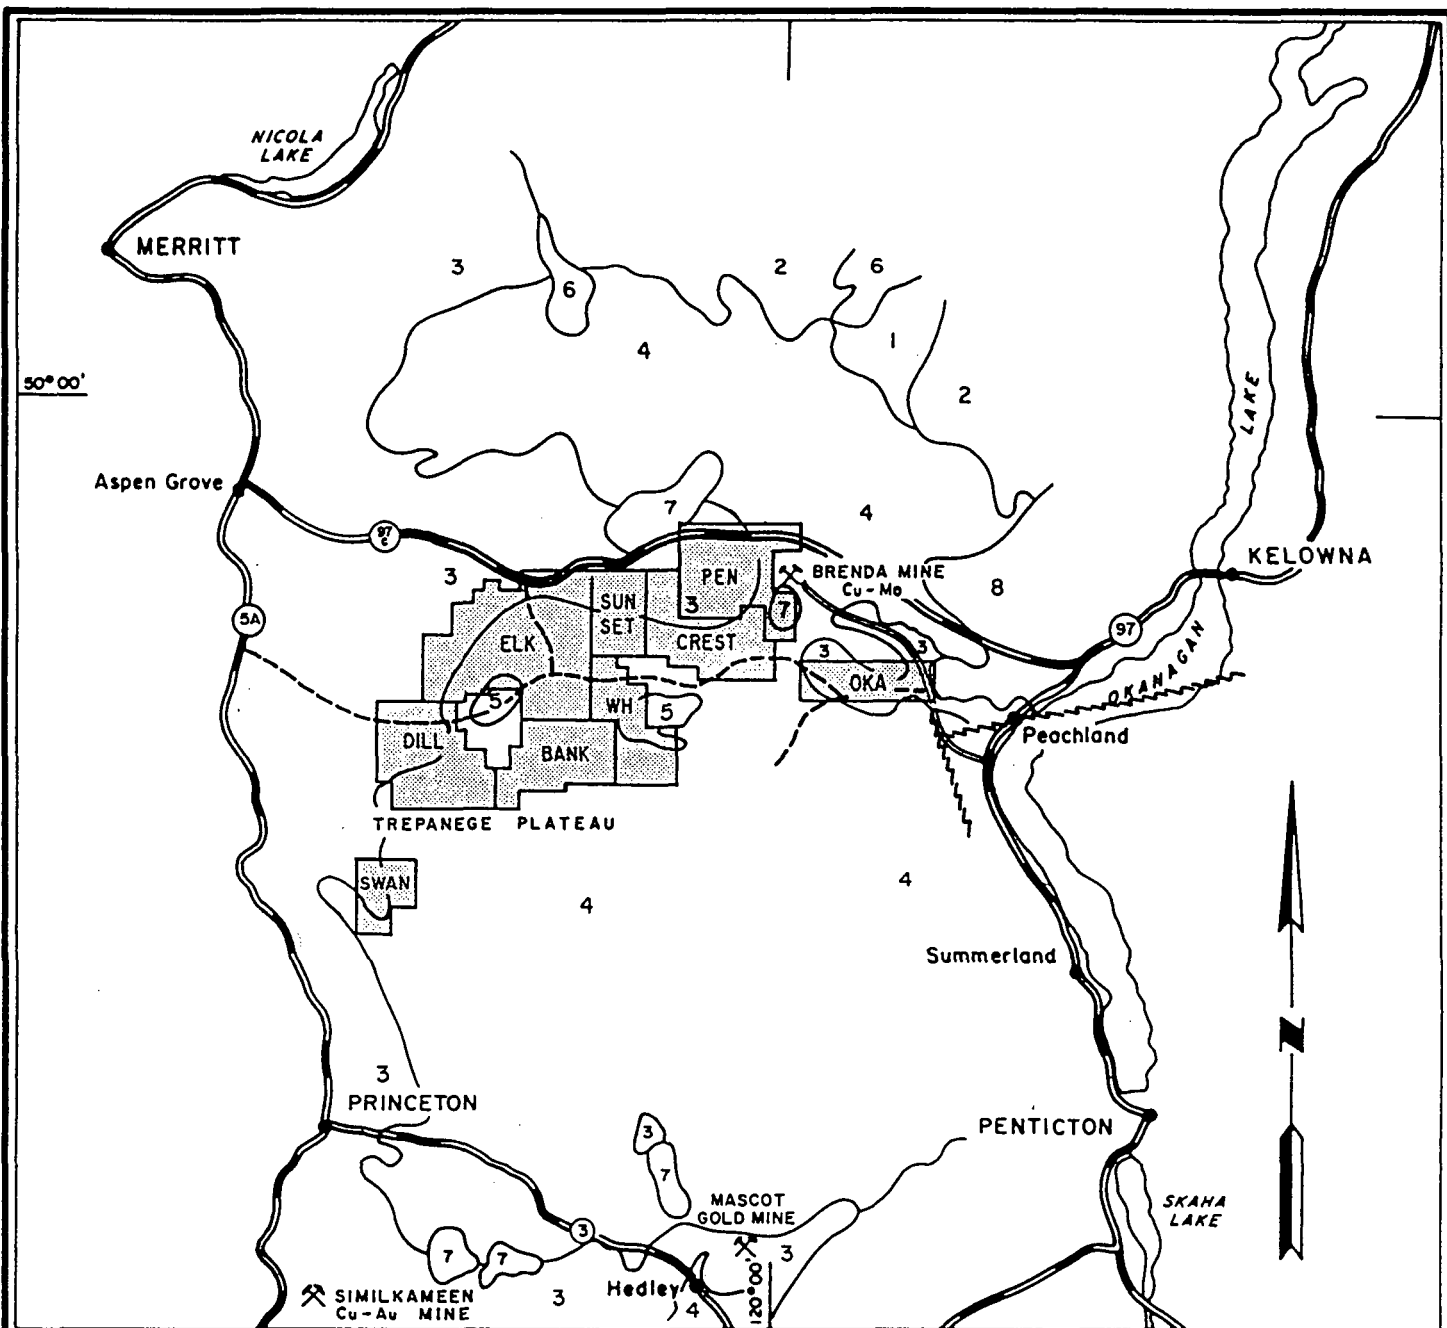 NICOLA
LAKE
MERRITT
3
2
6
6
1
4
50°00'
2
LAKE
Aspen Grove
7
4
97
C
3
PEN
BRENDA MINE
Cu-Mo
KELOWNA
8
5A
SUN
SET
3
7
97
ELK
CREST
3
3
OKANAGAN
OKA
5
WH
5
DILL
BANK
Peachland
TREPANEGE PLATEAU
SWAN
4
4
Summerland
N
3
PRINCETON
PENTICTON
3
7
MASCOT
GOLD MINE
SKAHA
LAKE
3
7
7
3
Hedley
120°00'
SIMILKAMEEN
Cu-Au MINE
3
4